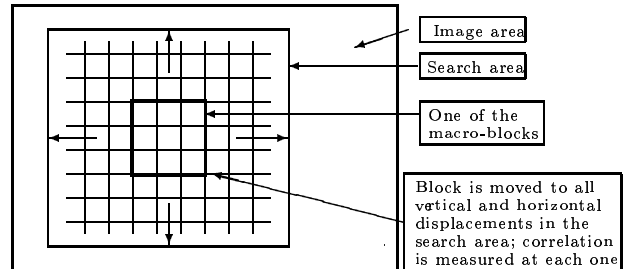 Image area
Search area
One of the
macro-blocks
Block is moved to all
vertical and horizontal
displacements in the
search area; correlation
is measured at each one